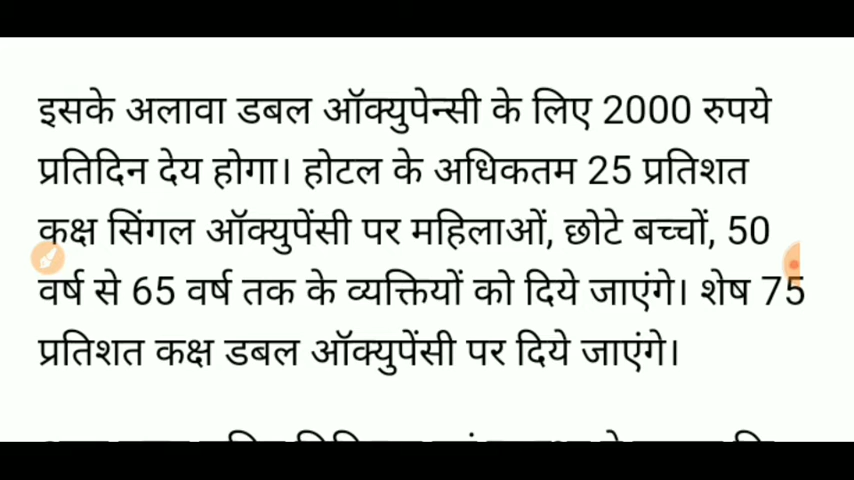 इसके अलावा डबल ऑक्युपेन्सी के लिए 2000 रुपये
प्रतिदिन देय होगा। होटल के अधिकतम 25 प्रतिशत
कक्ष सिंगल ऑक्युपेंसी पर महिलाओं, छोटे बच्चों, 50
वर्ष से 65 वर्ष तक के व्यक्तियों को दिये जाएंगे। शेष 75
प्रतिशत कक्ष डबल ऑक्युपेंसी पर दिये जाएंगे।